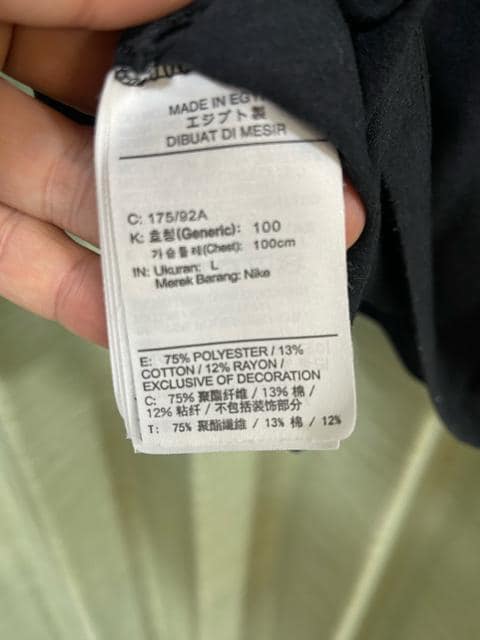 MADE IN EGY
エジプト製
DIBUAT DI MESIR
C: 175/92A
K: 호칭(Generic): 100
가슴둘레(Chest): 100cm
IN: Ukuran: L
Merek Barang: Nike
E: 75% POLYESTER / 13%
COTTON / 12% RAYON /
EXCLUSIVE OF DECORATION
C: 75% 聚酯纤维 / 13% 棉 /
12% 粘纤 / 不包括装饰部分
T: 75% 聚酯纖維 / 13% 棉 / 12%